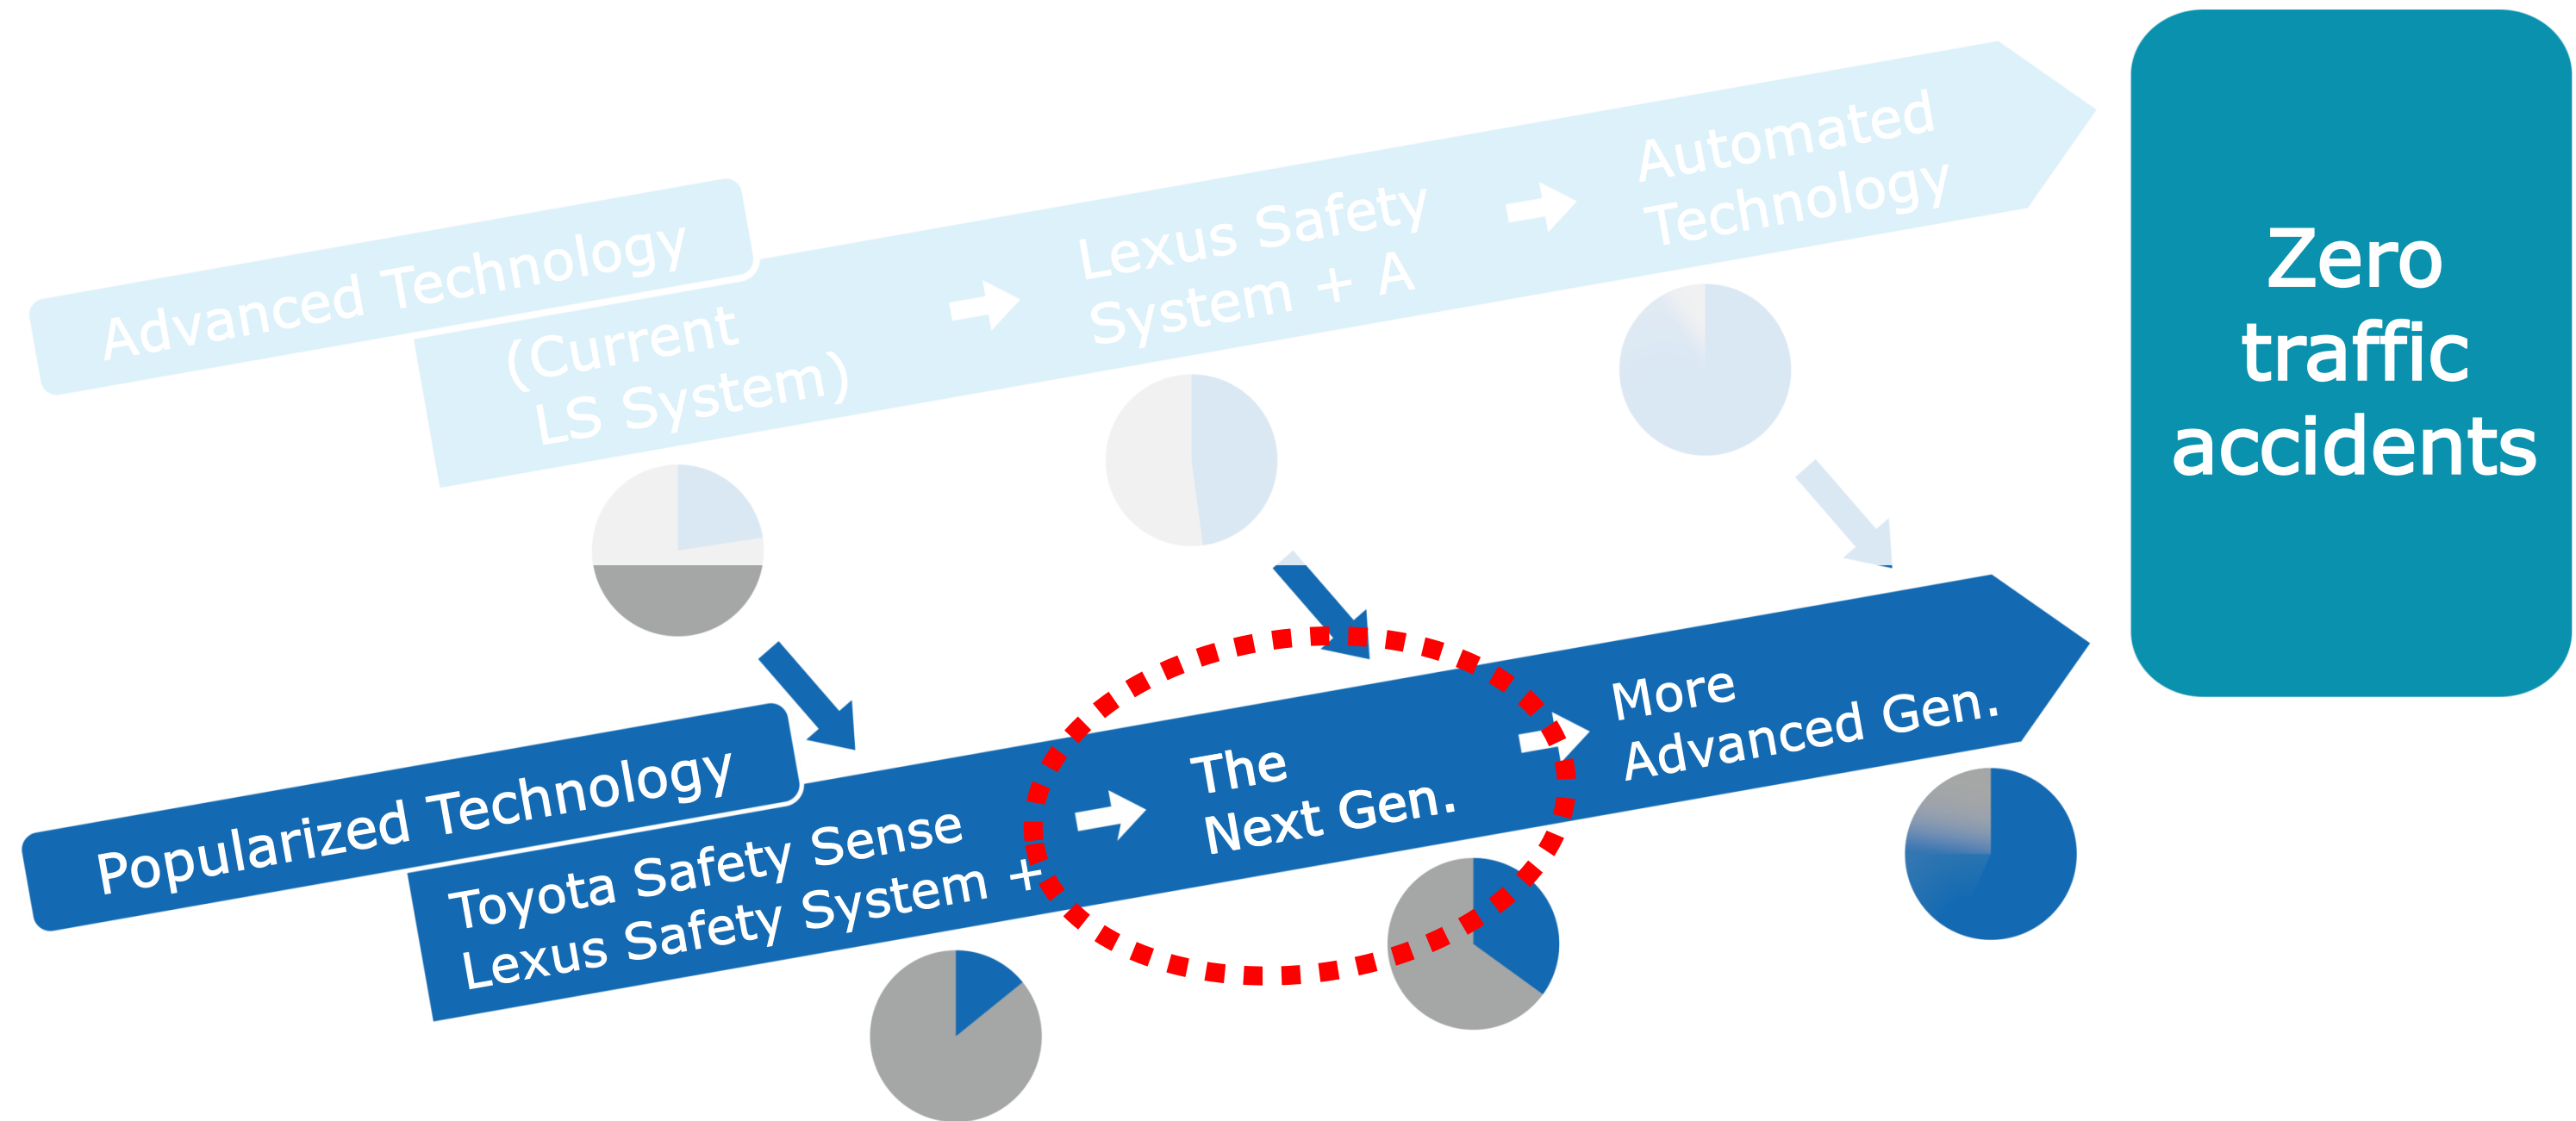 Advanced Technology
(Current
LS System)
Lexus Safety
System + A
Automated
Technology
Zero
traffic
accidents
Popularized Technology
Toyota Safety Sense
Lexus Safety System +
The
Next Gen.
More
Advanced Gen.